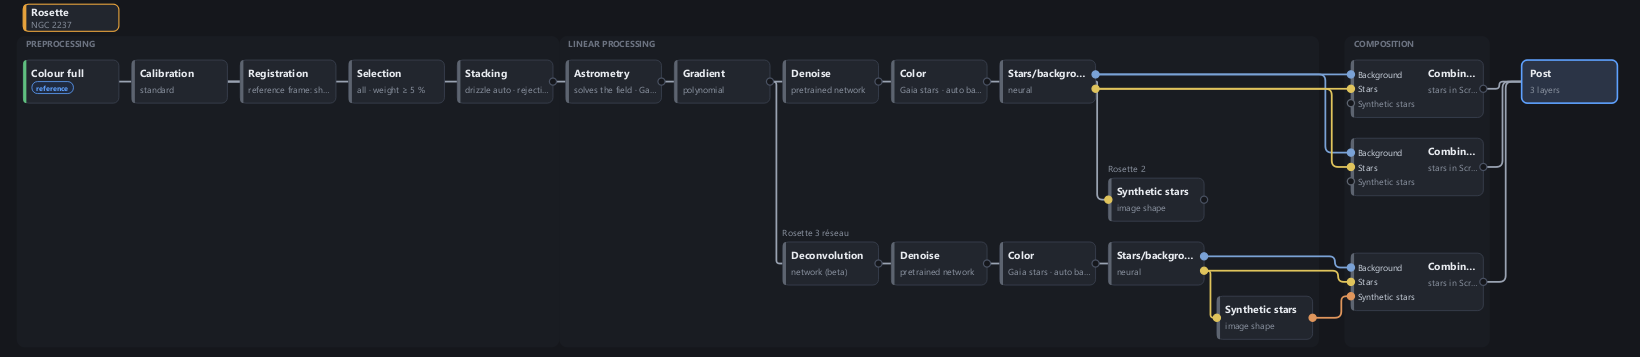 Rosette
NGC 2237
PREPROCESSING
LINEAR PROCESSING
COMPOSITION
Colour full
reference
Calibration
standard
Registration
reference frame: sh...
Selection
all · weight ≥ 5 %
Stacking
drizzle auto · rejecti...
Astrometry
solves the field · Ga...
Gradient
polynomial
Denoise
pretrained network
Color
Gaia stars · auto ba...
Stars/backgro...
neural
Background
Combin...
Stars
stars in Scr...
Synthetic stars
Post
3 layers
Background
Combin...
Stars
stars in Scr...
Synthetic stars
Rosette 2
Synthetic stars
image shape
Rosette 3 réseau
Deconvolution
network (beta)
Denoise
pretrained network
Color
Gaia stars · auto ba...
Stars/backgro...
neural
Background
Combin...
Stars
stars in Scr...
Synthetic stars
Synthetic stars
image shape